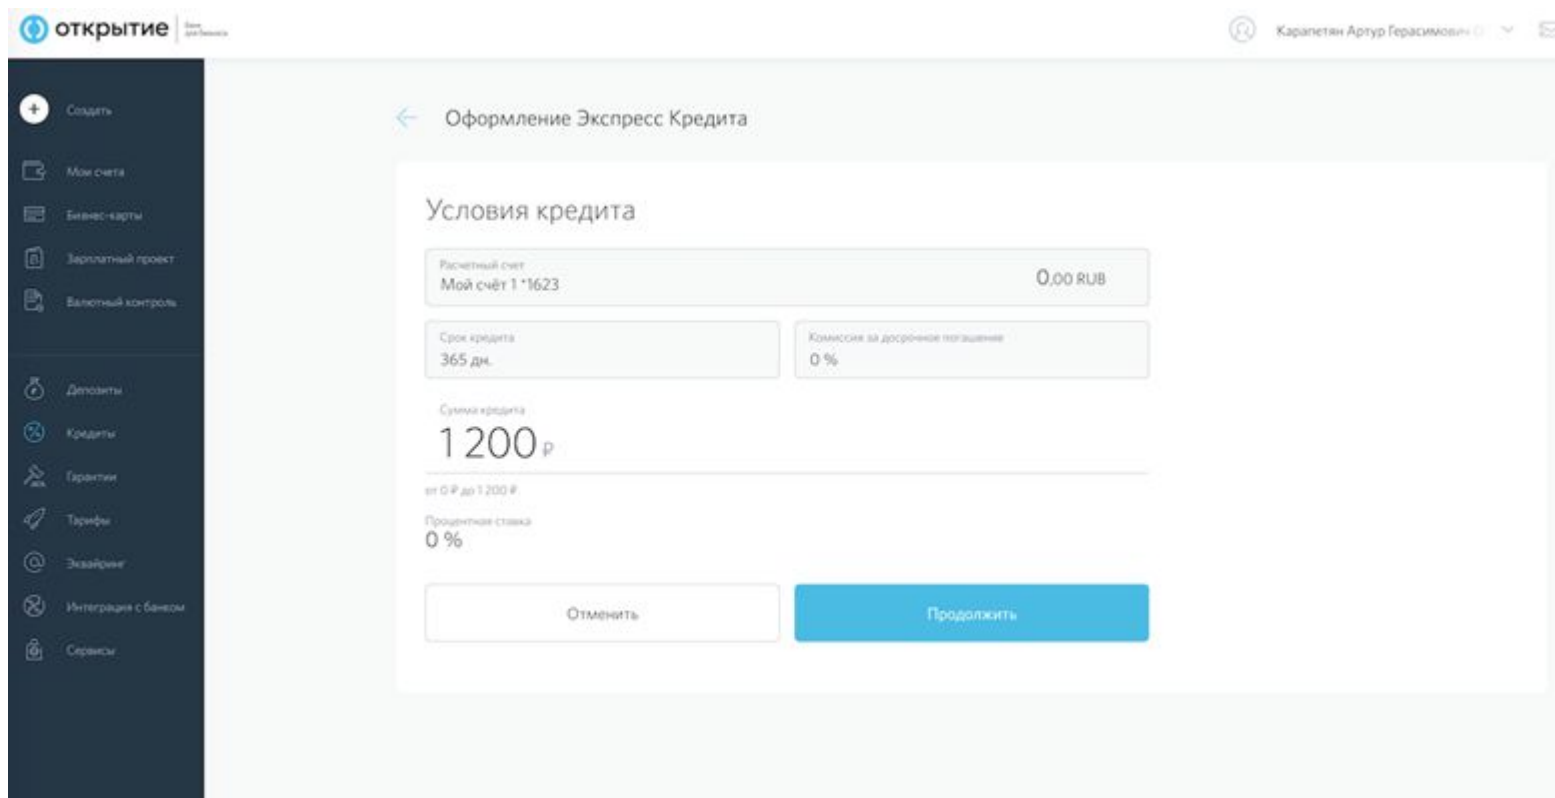 открытие
Карапетян Артур Герасимович
Создать
Мои счета
Бизнес-карты
Зарплатный проект
Валютный контроль
Депозиты
Кредиты
Гарантии
Тарифы
Эквайринг
Интеграция с банком
Сервисы
Оформление Экспресс Кредита
Условия кредита
Расчетный счет
Мой счёт 1 *1623
0,00 RUB
Срок кредита
365 дн.
Комиссия за досрочное погашение
0 %
Сумма кредита
1 200 ₽
от 0 ₽ до 1 200 ₽
Процентная ставка
0 %
Отменить
Продолжить